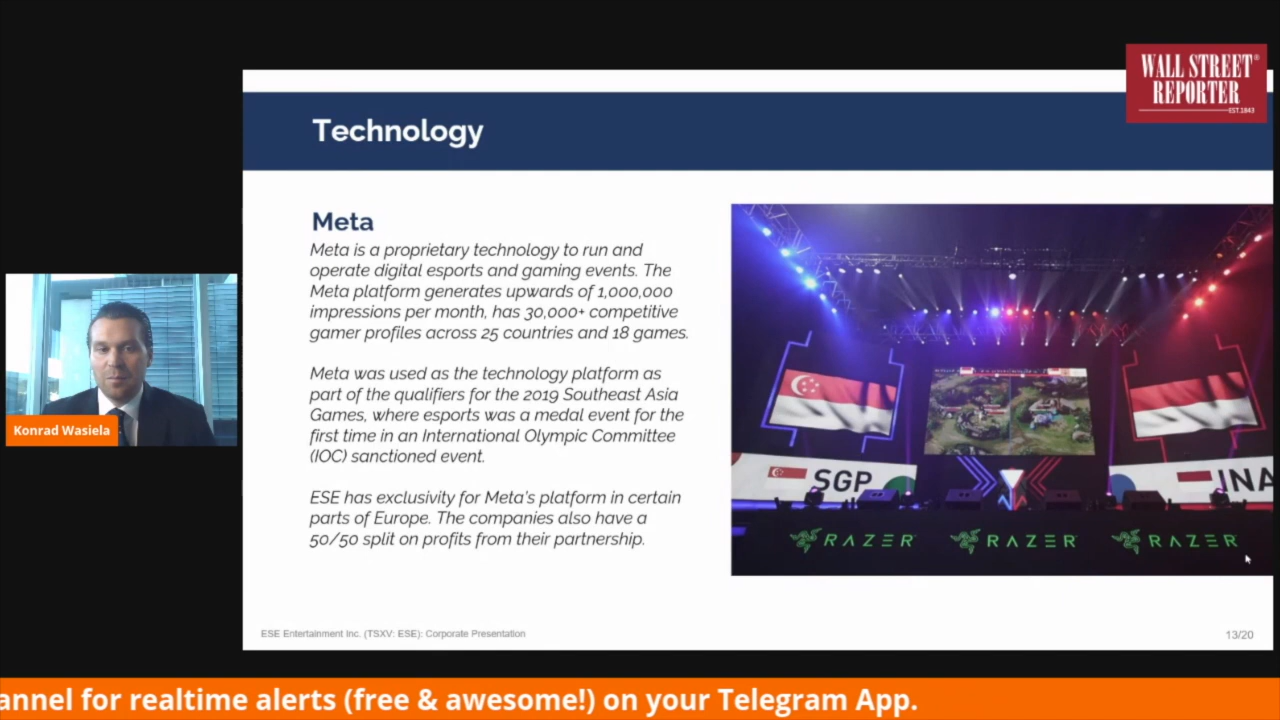 WALL STREET®
REPORTER
EST.1843
Technology
Meta
Meta is a proprietary technology to run and
operate digital esports and gaming events. The
Meta platform generates upwards of 1,000,000
impressions per month, has 30,000+ competitive
gamer profiles across 25 countries and 18 games.
Meta was used as the technology platform as
part of the qualifiers for the 2019 Southeast Asia
Games, where esports was a medal event for the
first time in an International Olympic Committee
(IOC) sanctioned event.
ESE has exclusivity for Meta's platform in certain
parts of Europe. The companies also have a
50/50 split on profits from their partnership.
SGP
INA
RAZER RAZER RAZER
Konrad Wasiela
ESE Entertainment Inc. (TSXV: ESE): Corporate Presentation
13/20
annel for realtime alerts (free & awesome!) on your Telegram App.